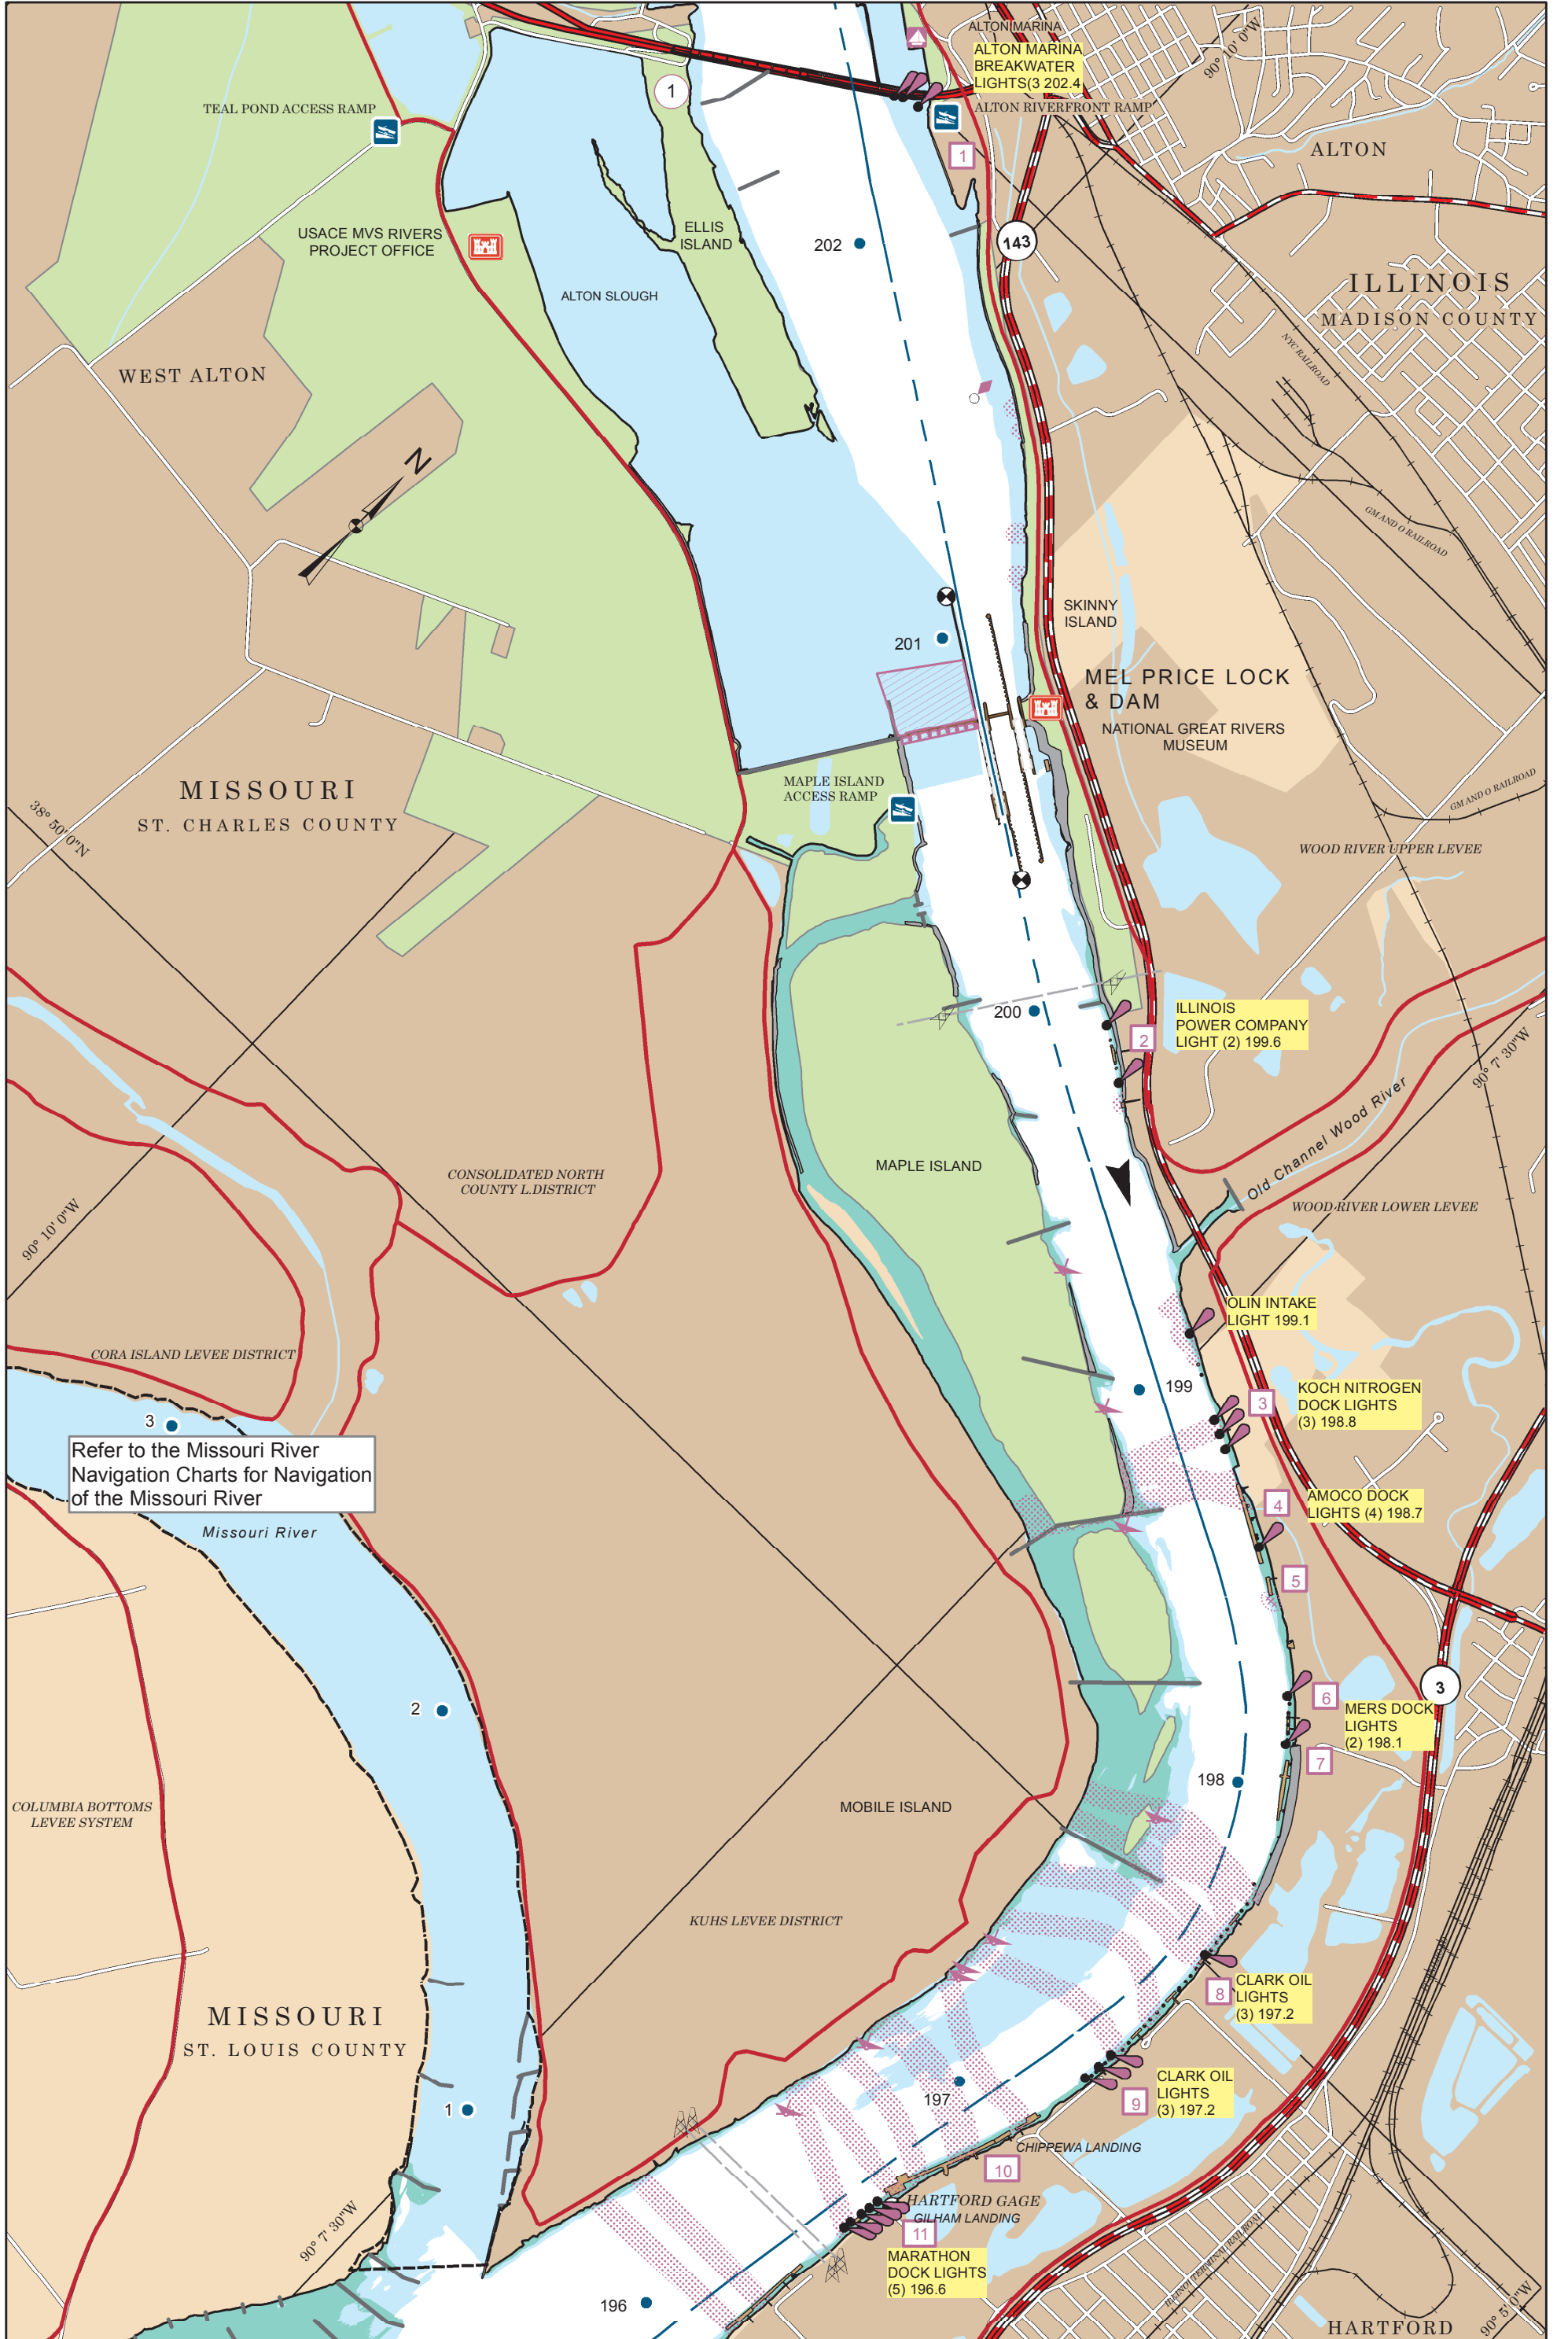 ALTON MARINA
ALTON MARINA
BREAKWATER
LIGHTS(3 202.4
90° 10' 0"W
TEAL POND ACCESS RAMP
1
ALTON RIVERFRONT RAMP
1
ALTON
USACE MVS RIVERS
PROJECT OFFICE
ELLIS
ISLAND
202
143
ALTON SLOUGH
ILLINOIS
MADISON COUNTY
NYC RAILROAD
WEST ALTON
N
GM AND O RAILROAD
SKINNY
ISLAND
201
MEL PRICE LOCK
& DAM
NATIONAL GREAT RIVERS
MUSEUM
MISSOURI
ST. CHARLES COUNTY
MAPLE ISLAND
ACCESS RAMP
GM AND O RAILROAD
38° 50' 0"N
WOOD RIVER UPPER LEVEE
200
ILLINOIS
POWER COMPANY
LIGHT (2) 199.6
2
90° 7' 30"W
Old Channel Wood River
CONSOLIDATED NORTH
COUNTY L.DISTRICT
MAPLE ISLAND
WOOD RIVER LOWER LEVEE
90° 10' 0"W
OLIN INTAKE
LIGHT 199.1
CORA ISLAND LEVEE DISTRICT
199
3
KOCH NITROGEN
DOCK LIGHTS
(3) 198.8
3
Refer to the Missouri River
Navigation Charts for Navigation
of the Missouri River
Missouri River
4
AMOCO DOCK
LIGHTS (4) 198.7
5
3
6
MERS DOCK
LIGHTS
(2) 198.1
2
7
198
COLUMBIA BOTTOMS
LEVEE SYSTEM
MOBILE ISLAND
KUHS LEVEE DISTRICT
8
CLARK OIL
LIGHTS
(3) 197.2
MISSOURI
ST. LOUIS COUNTY
197
9
CLARK OIL
LIGHTS
(3) 197.2
1
CHIPPEWA LANDING
10
HARTFORD GAGE
GILHAM LANDING
11
90° 7' 30"W
MARATHON
DOCK LIGHTS
(5) 196.6
ILLINOIS TERMINAL RAILROAD
196
HARTFORD
90° 5' 0"W